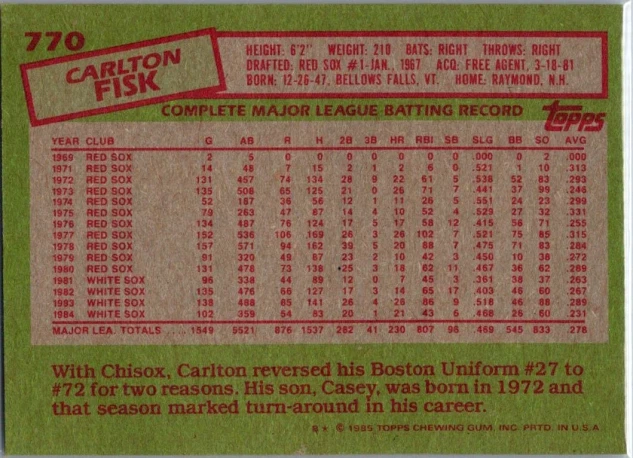 770
CARLTON
FISK
HEIGHT: 6'2" WEIGHT: 210 BATS: RIGHT THROWS: RIGHT
DRAFTED: RED SOX #1-JAN., 1967 ACQ: FREE AGENT, 3-18-81
BORN: 12-26-47, BELLOWS FALLS, VT. HOME: RAYMOND, N.H.
COMPLETE MAJOR LEAGUE BATTING RECORD
Topps
YEAR CLUB G AB R H 2B 3B HR RBI SB SLG BB SO AVG
1969 RED SOX 2 5 0 0 0 0 0 0 0 .000 0 2 .000
1971 RED SOX 14 48 7 15 2 1 2 6 0 .521 1 10 .313
1972 RED SOX 131 457 74 134 28 9 22 61 5 .538 52 83 .293
1973 RED SOX 135 508 65 125 21 0 26 71 7 .441 37 99 .246
1974 RED SOX 52 187 36 56 12 1 11 26 5 .551 24 23 .299
1975 RED SOX 79 263 47 87 14 4 10 52 4 .529 27 32 .331
1976 RED SOX 134 487 76 124 17 5 17 58 12 .415 56 71 .255
1977 RED SOX 152 536 106 169 26 3 26 102 7 .521 75 85 .315
1978 RED SOX 157 571 94 162 39 5 20 88 7 .475 71 83 .284
1979 RED SOX 91 320 49 87 23 2 10 42 3 .450 10 38 .272
1980 RED SOX 131 478 73 138 25 3 18 62 11 .467 36 62 .289
1981 WHITE SOX 96 338 44 89 12 0 7 45 3 .361 38 37 .263
1982 WHITE SOX 135 476 66 127 17 3 14 65 17 .403 46 60 .267
1983 WHITE SOX 138 488 85 141 26 4 26 86 9 .518 46 88 .289
1984 WHITE SOX 102 359 54 83 20 1 21 43 6 .468 26 60 .231
MAJOR LEA. TOTALS ..... 1549 5521 876 1537 282 41 230 807 96 .469 545 833 .278
With Chisox, Carlton reversed his Boston Uniform #27 to
#72 for two reasons. His son, Casey, was born in 1972 and
that season marked turn-around in his career.
© 1985 TOPPS CHEWING GUM, INC. PRTD. IN U.S.A.